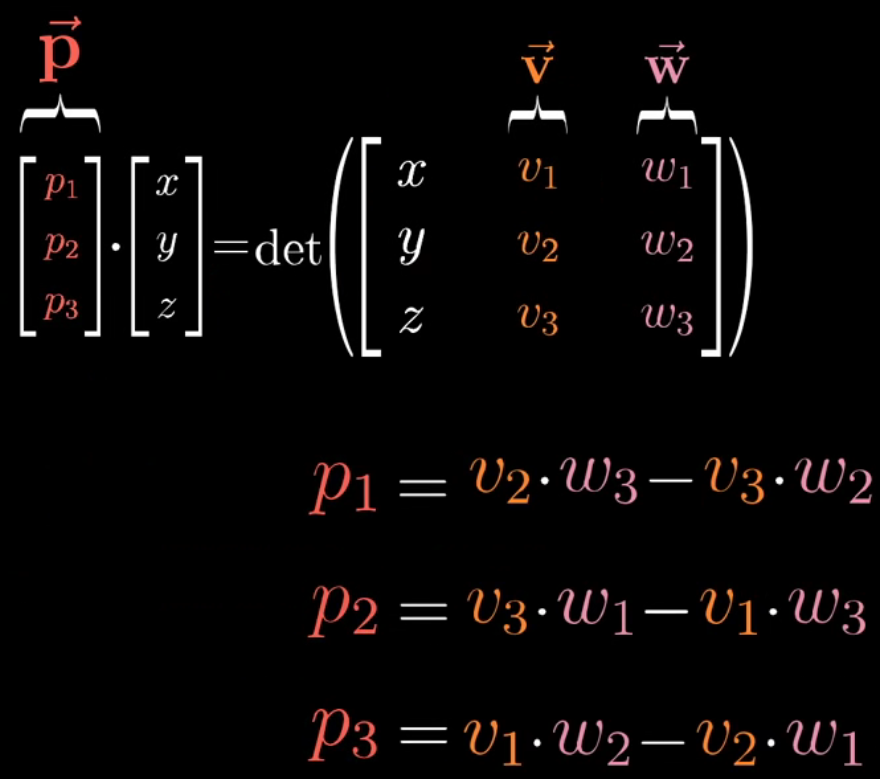 p⃗ v⃗ w⃗
[p₁ p₂ p₃] · [x y z] = det([x v₁ w₁; y v₂ w₂; z v₃ w₃])
p₁ = v₂·w₃ − v₃·w₂
p₂ = v₃·w₁ − v₁·w₃
p₃ = v₁·w₂ − v₂·w₁